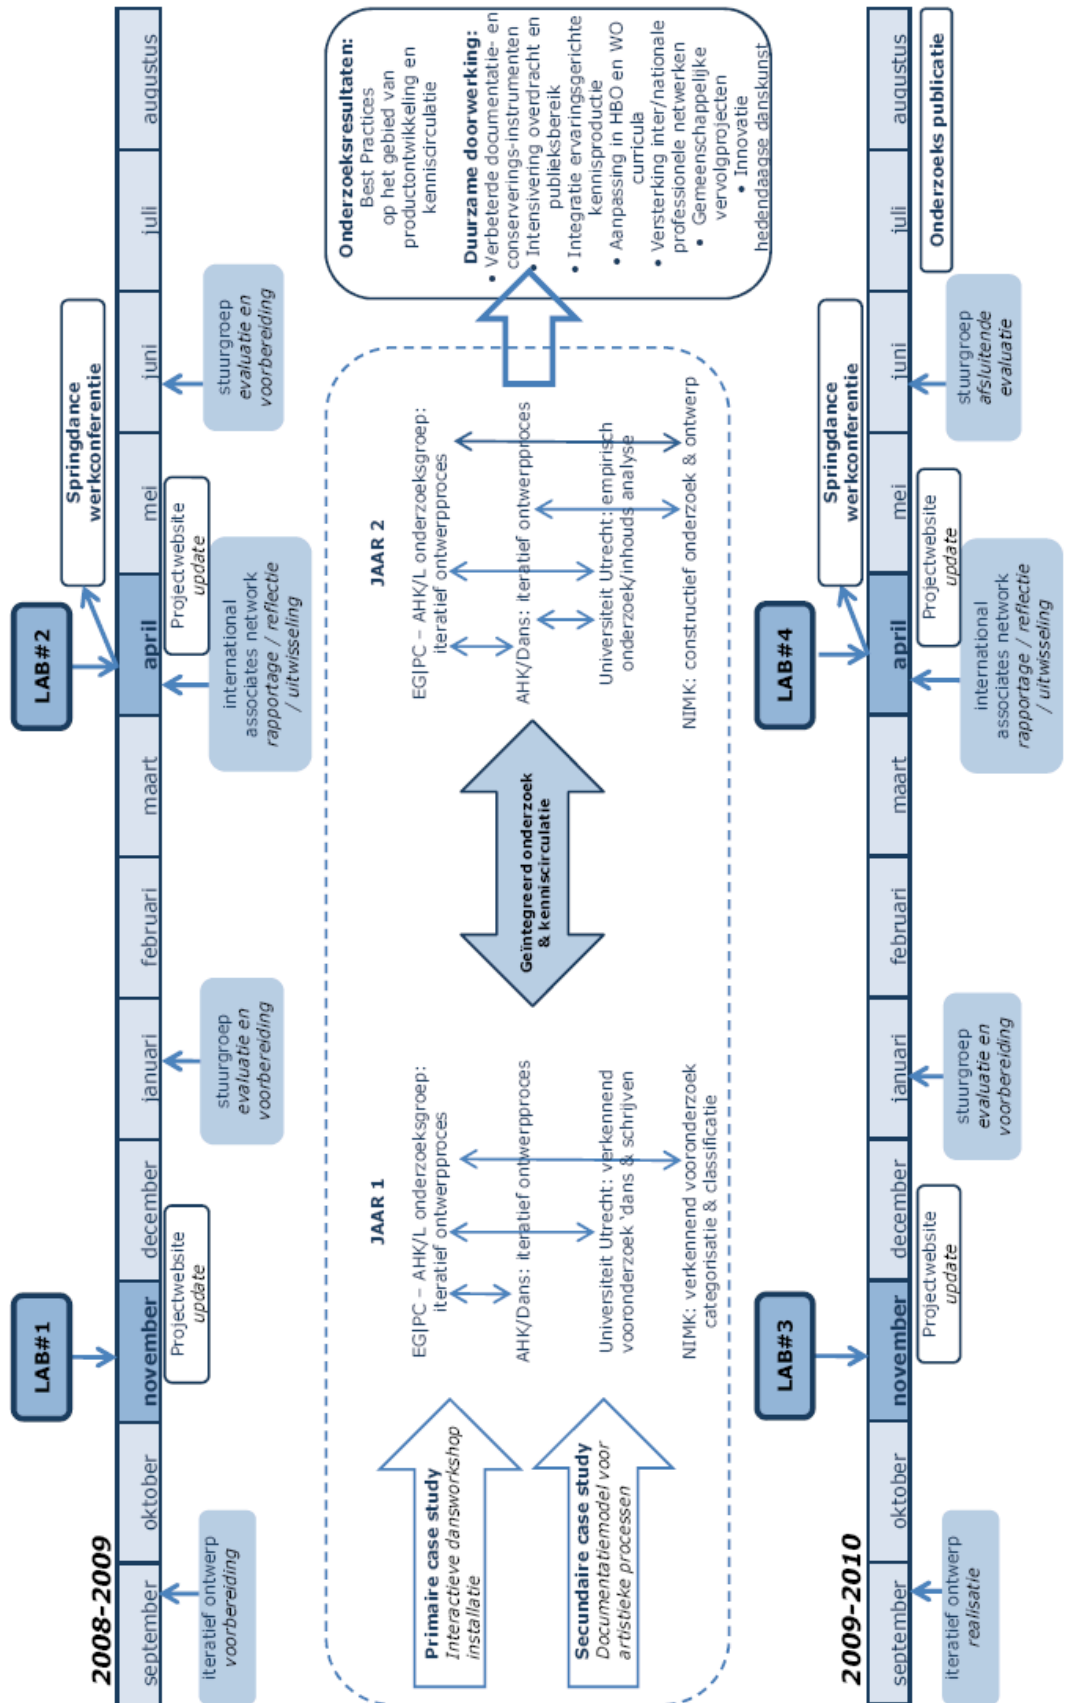 LAB#1
LAB#2
Springdance
werkconferentie
2008-2009
september
oktober
november
december
januari
februari
maart
april
mei
juni
juli
augustus
iteratief ontwerp
voorbereiding
Projectwebsite
update
stuurgroep
evaluatie en
voorbereiding
international
associates network
rapportage / reflectie
/ uitwisseling
Projectwebsite
update
stuurgroep
evaluatie en
voorbereiding
Primaire case study
Interactieve dansworkshop
installatie
Secundaire case study
Documentatiemodel voor
artistieke processen
JAAR 1
EGIPC – AHK/L onderzoeksgroep:
iteratief ontwerpproces
AHK/Dans: iteratief ontwerpproces
Universiteit Utrecht: verkennend
vooronderzoek ‘dans & schrijven
NIMK: verkennend vooronderzoek
categorisatie & classificatie
Geïntegreerd onderzoek
& kenniscirculatie
JAAR 2
EGIPC – AHK/L onderzoeksgroep:
iteratief ontwerpproces
AHK/Dans: iteratief ontwerpproces
Universiteit Utrecht: empirisch
onderzoek/inhouds analyse
NIMK: constructief onderzoek & ontwerp
Onderzoeksresultaten:
Best Practices
op het gebied van
productontwikkeling en
kenniscirculatie
Duurzame doorwerking:
• Verbeterde documentatie- en
conserverings-instrumenten
• Intensivering overdracht en
publieksbereik
• Integratie ervaringsgerichte
kennisproductie
• Aanpassing in HBO en WO
curricula
• Versterking inter/nationale
professionele netwerken
• Gemeenschappelijke
vervolgprojecten
• Innovatie
hedendaagse danskunst
LAB#3
LAB#4
Springdance
werkconferentie
2009-2010
september
oktober
november
december
januari
februari
maart
april
mei
juni
juli
augustus
iteratief ontwerp
realisatie
Projectwebsite
update
stuurgroep
evaluatie en
voorbereiding
international
associates network
rapportage / reflectie
/ uitwisseling
Projectwebsite
update
stuurgroep
afsluitende
evaluatie
Onderzoeks publicatie